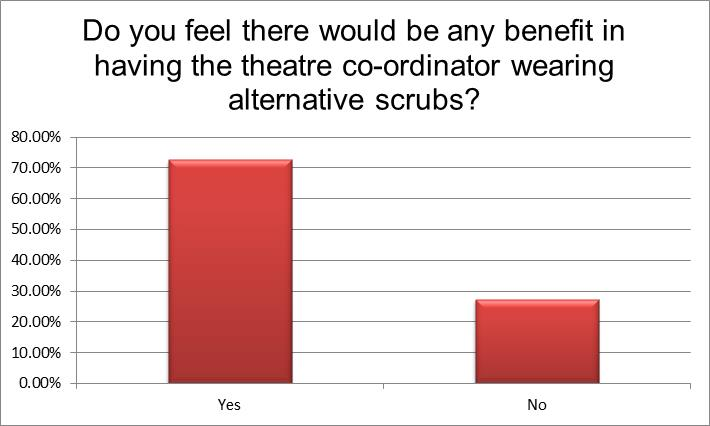 Do you feel there would be any benefit in
having the theatre co-ordinator wearing
alternative scrubs?
80.00%
70.00%
60.00%
50.00%
40.00%
30.00%
20.00%
10.00%
0.00%
Yes No